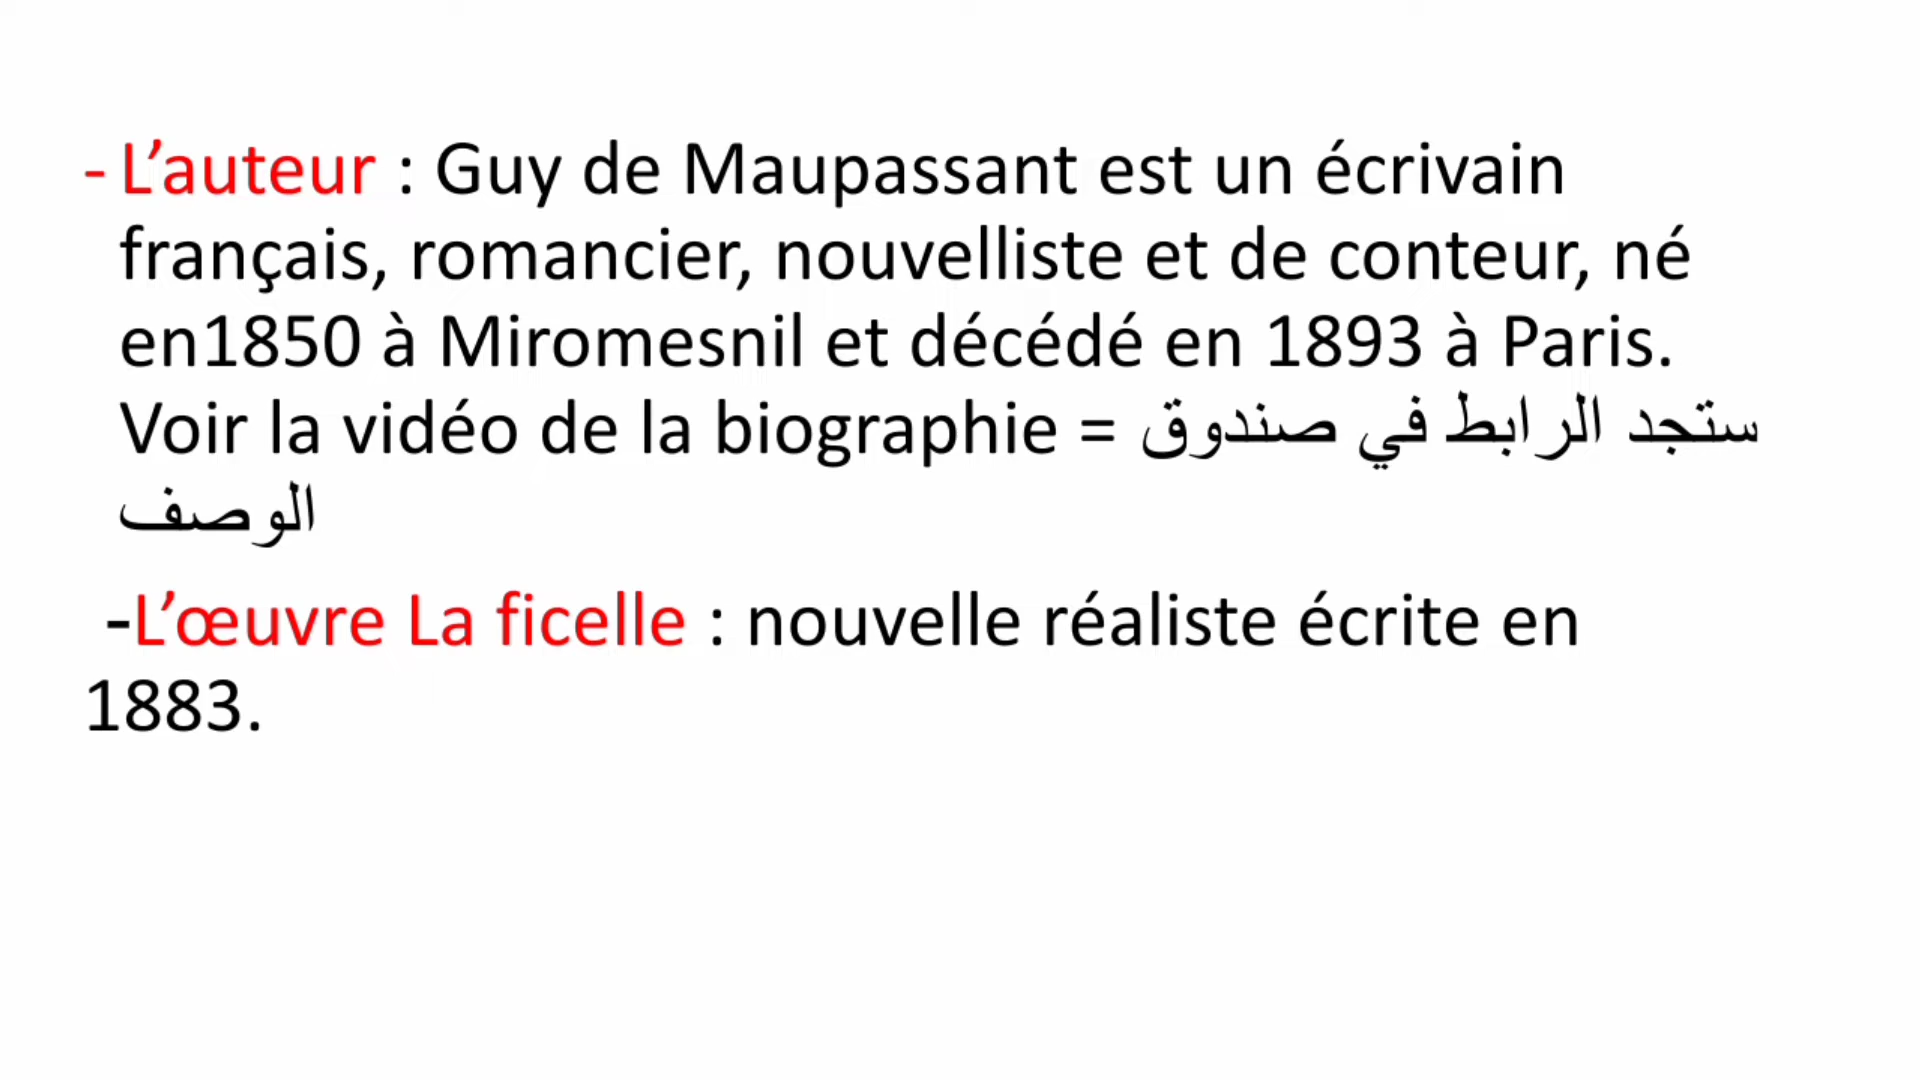 - L’auteur : Guy de Maupassant est un écrivain
français, romancier, nouvelliste et de conteur, né
en1850 à Miromesnil et décédé en 1893 à Paris.
Voir la vidéo de la biographie = ستجد الرابط في صندوق
الوصف
-L’œuvre La ficelle : nouvelle réaliste écrite en
1883.